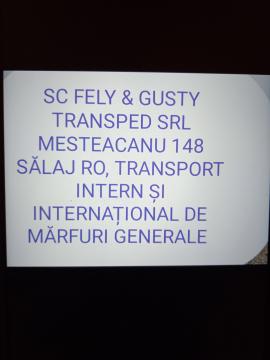 SC FELY & GUSTY
TRANSPED SRL
MESTEACANU 148
SĂLAJ RO, TRANSPORT
INTERN ȘI
INTERNAȚIONAL DE
MĂRFURI GENERALE